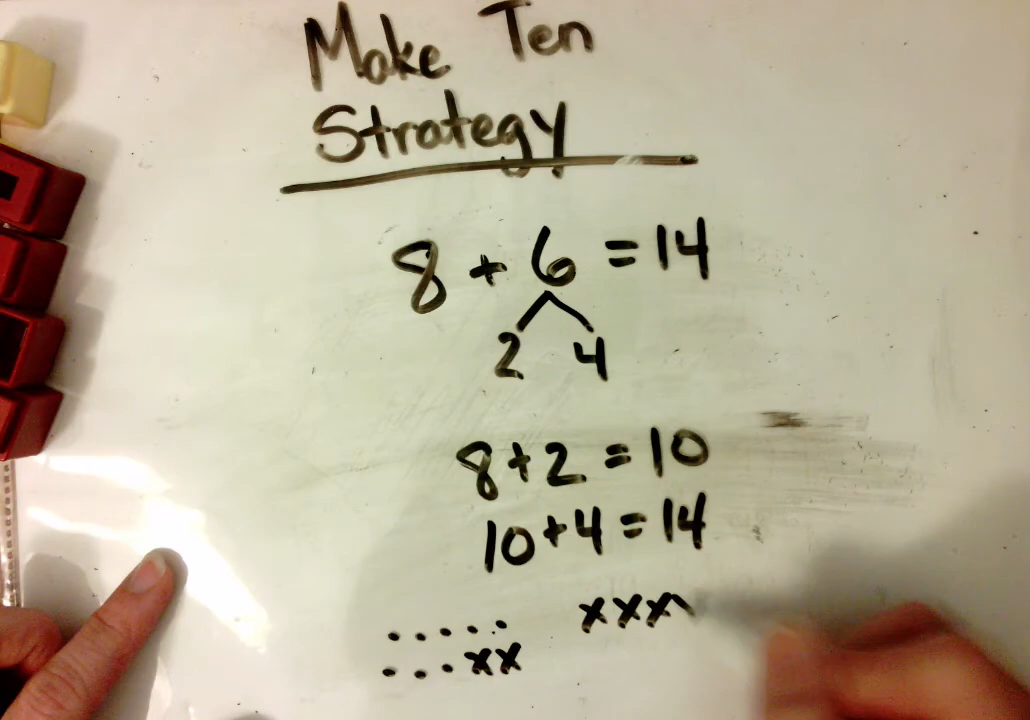 Make Ten
Strategy
8 + 6 = 14
2 4
8 + 2 = 10
10 + 4 = 14
. . . . . x x x
. . . x x